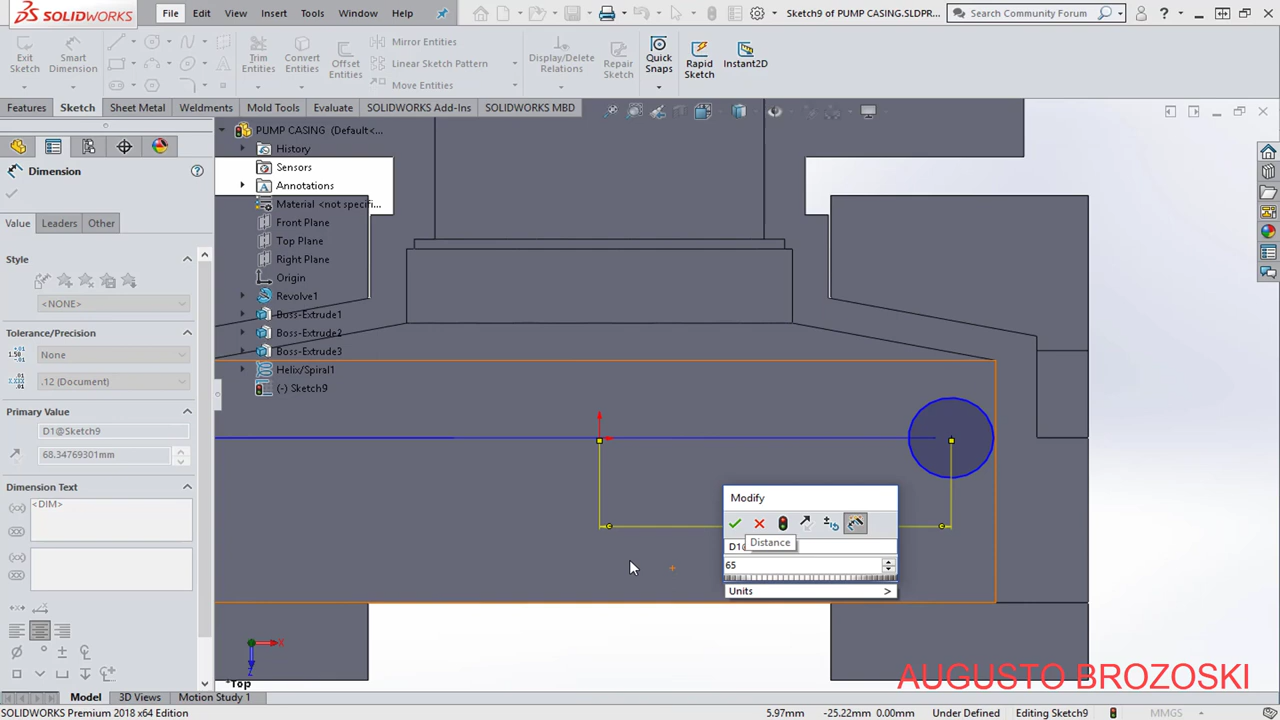 SOLIDWORKS
File
Edit
View
Insert
Tools
Window
Help
Sketch9 of PUMP CASING.SLDPR...
Search Community Forum
Exit Sketch
Smart Dimension
Trim Entities
Convert Entities
Offset Entities
Mirror Entities
Linear Sketch Pattern
Move Entities
Display/Delete Relations
Repair Sketch
Quick Snaps
Rapid Sketch
Instant2D
Features
Sketch
Sheet Metal
Weldments
Mold Tools
Evaluate
SOLIDWORKS Add-Ins
SOLIDWORKS MBD
PUMP CASING (Default<...
History
Sensors
Annotations
Material <not specifi...
Front Plane
Top Plane
Right Plane
Origin
Revolve1
Boss-Extrude1
Boss-Extrude2
Boss-Extrude3
Helix/Spiral1
(-) Sketch9
Dimension
Value
Leaders
Other
Style
<NONE>
Tolerance/Precision
None
.12 (Document)
Primary Value
D1@Sketch9
68.34769301mm
Dimension Text
<DIM>
Modify
Distance
65
Units >
X
Z
*Top
AUGUSTO BROZOSKI
Model
3D Views
Motion Study 1
SOLIDWORKS Premium 2018 x64 Edition
5.97mm
-25.22mm
0.00mm
Under Defined
Editing Sketch9
MMGS